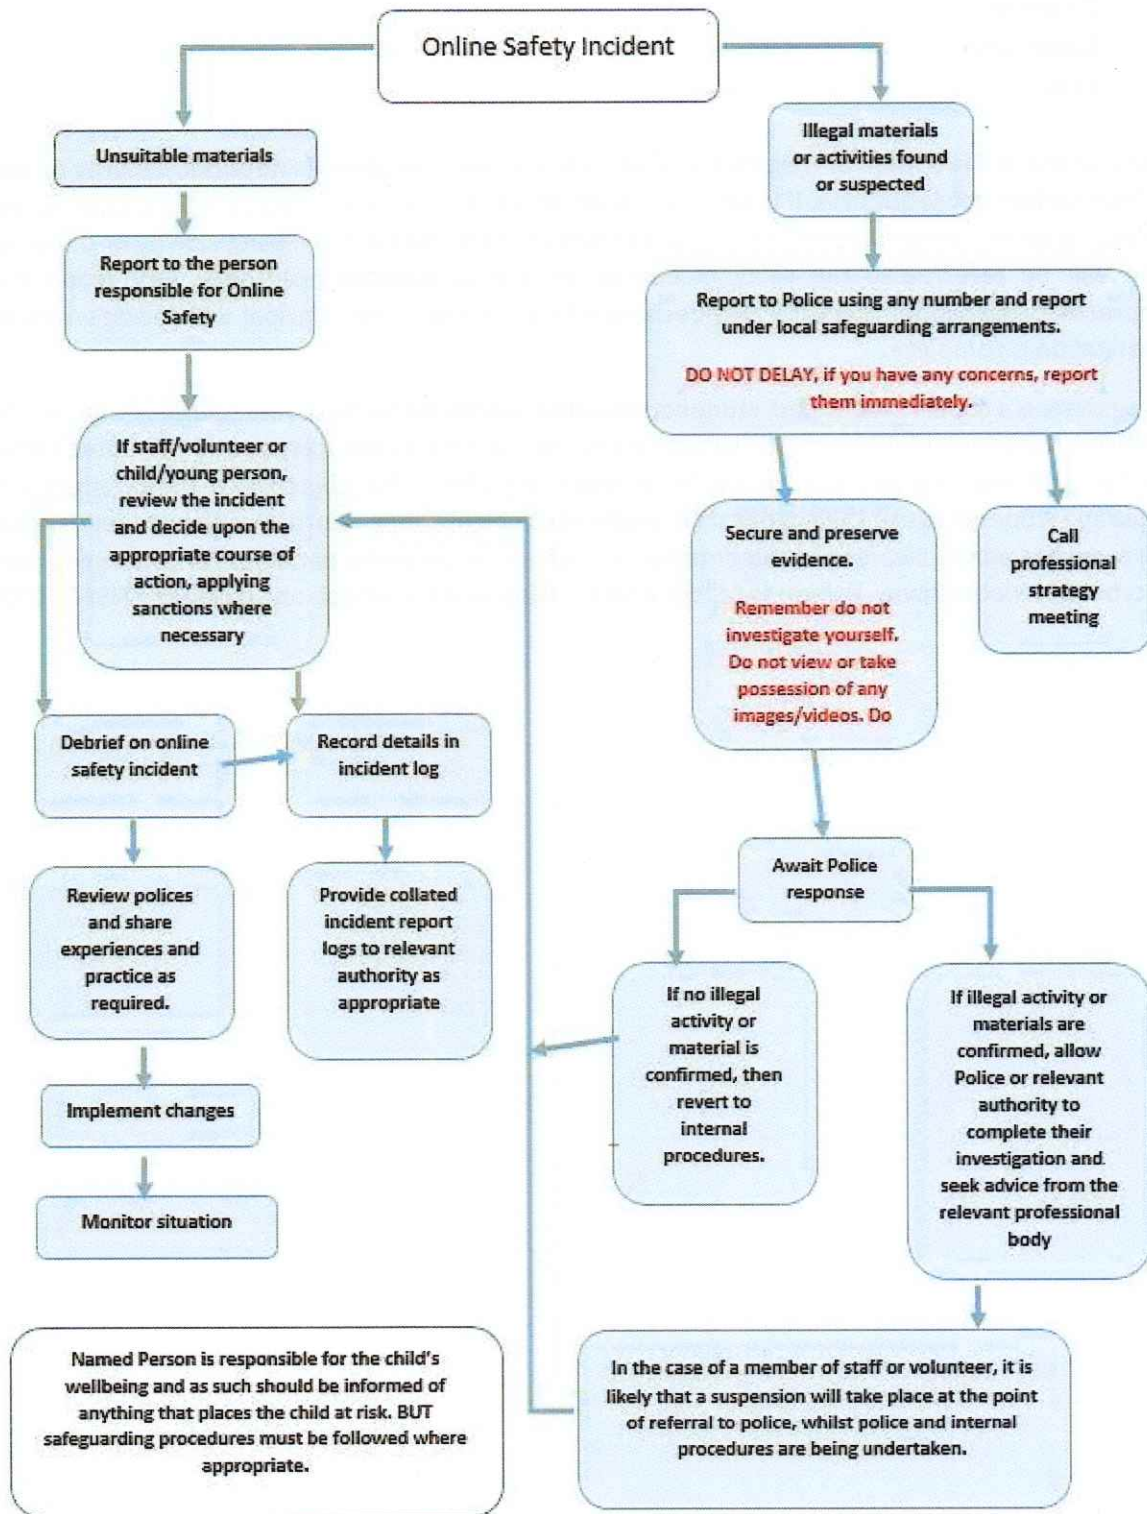 Online Safety Incident
Unsuitable materials
Illegal materials
or activities found
or suspected
Report to the person
responsible for Online
Safety
Report to Police using any number and report
under local safeguarding arrangements.
DO NOT DELAY, if you have any concerns, report
them immediately.
If staff/volunteer or
child/young person,
review the incident
and decide upon the
appropriate course of
action, applying
sanctions where
necessary
Secure and preserve
evidence.
Remember do not
investigate yourself.
Do not view or take
possession of any
images/videos. Do
Call
professional
strategy
meeting
Debrief on online
safety incident
Record details in
incident log
Review polices
and share
experiences and
practice as
required.
Provide collated
incident report
logs to relevant
authority as
appropriate
Await Police
response
If no illegal
activity or
material is
confirmed, then
revert to
internal
procedures.
If illegal activity or
materials are
confirmed, allow
Police or relevant
authority to
complete their
investigation and
seek advice from the
relevant professional
body
Implement changes
Monitor situation
Named Person is responsible for the child's
wellbeing and as such should be informed of
anything that places the child at risk. BUT
safeguarding procedures must be followed where
appropriate.
In the case of a member of staff or volunteer, it is
likely that a suspension will take place at the point
of referral to police, whilst police and internal
procedures are being undertaken.